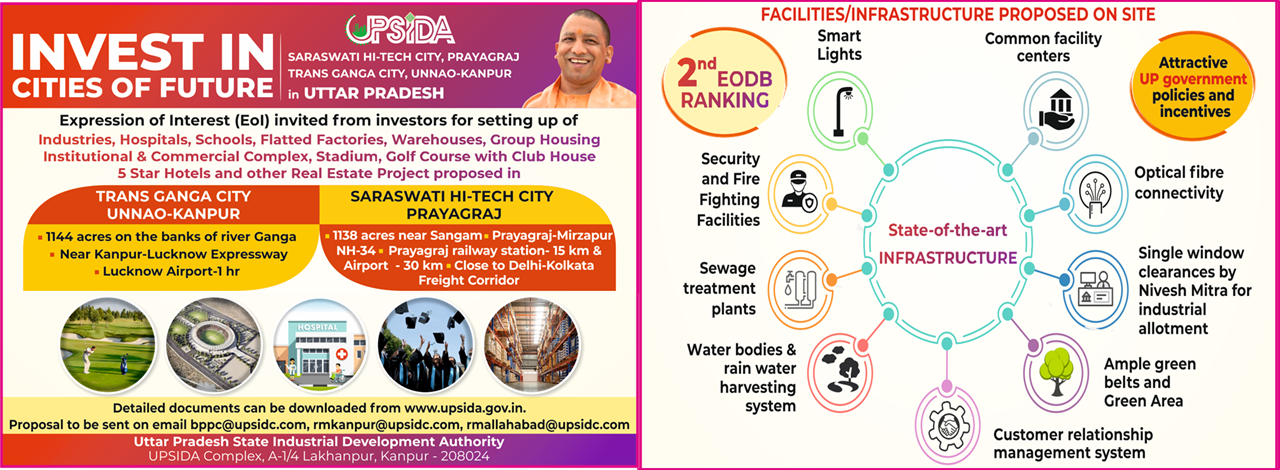 INVEST IN
CITIES OF FUTURE
UPSIDA
SARASWATI HI-TECH CITY, PRAYAGRAJ
TRANS GANGA CITY, UNNAO-KANPUR
in UTTAR PRADESH
Expression of Interest (EoI) invited from investors for setting up of
Industries, Hospitals, Schools, Flatted Factories, Warehouses, Group Housing
Institutional & Commercial Complex, Stadium, Golf Course with Club House
5 Star Hotels and other Real Estate Project proposed in
TRANS GANGA CITY
UNNAO-KANPUR
▪ 1144 acres on the banks of river Ganga
▪ Near Kanpur-Lucknow Expressway
▪ Lucknow Airport-1 hr
SARASWATI HI-TECH CITY
PRAYAGRAJ
▪ 1138 acres near Sangam ▪ Prayagraj-Mirzapur
NH-34 ▪ Prayagraj railway station- 15 km &
Airport - 30 km ▪ Close to Delhi-Kolkata
Freight Corridor
HOSPITAL
Detailed documents can be downloaded from www.upsida.gov.in.
Proposal to be sent on email bppc@upsidc.com, rmkanpur@upsidc.com, rmallahabad@upsidc.com
Uttar Pradesh State Industrial Development Authority
UPSIDA Complex, A-1/4 Lakhanpur, Kanpur - 208024
FACILITIES/INFRASTRUCTURE PROPOSED ON SITE
2nd EODB
RANKING
Smart
Lights
Common facility
centers
Attractive
UP government
policies and
incentives
Security
and Fire
Fighting
Facilities
Optical fibre
connectivity
State-of-the-art
INFRASTRUCTURE
Sewage
treatment
plants
Single window
clearances by
Nivesh Mitra for
industrial
allotment
Water bodies &
rain water
harvesting
system
Ample green
belts and
Green Area
Customer relationship
management system